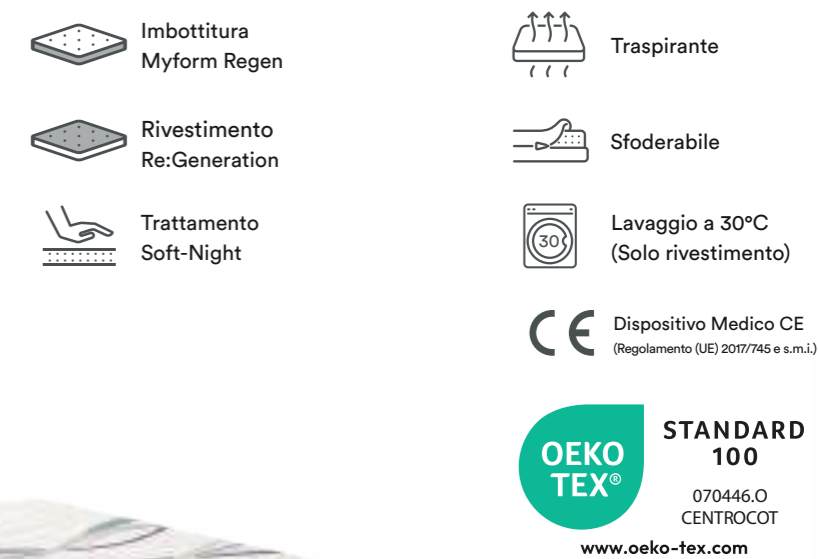 Imbottitura
Myform Regen
Rivestimento
Re:Generation
Trattamento
Soft-Night
Traspirante
Sfoderabile
30
Lavaggio a 30°C
(Solo rivestimento)
CE
Dispositivo Medico CE
(Regolamento (UE) 2017/745 e s.m.i.)
OEKO
TEX®
STANDARD
100
070446.O
CENTROCOT
www.oeko-tex.com